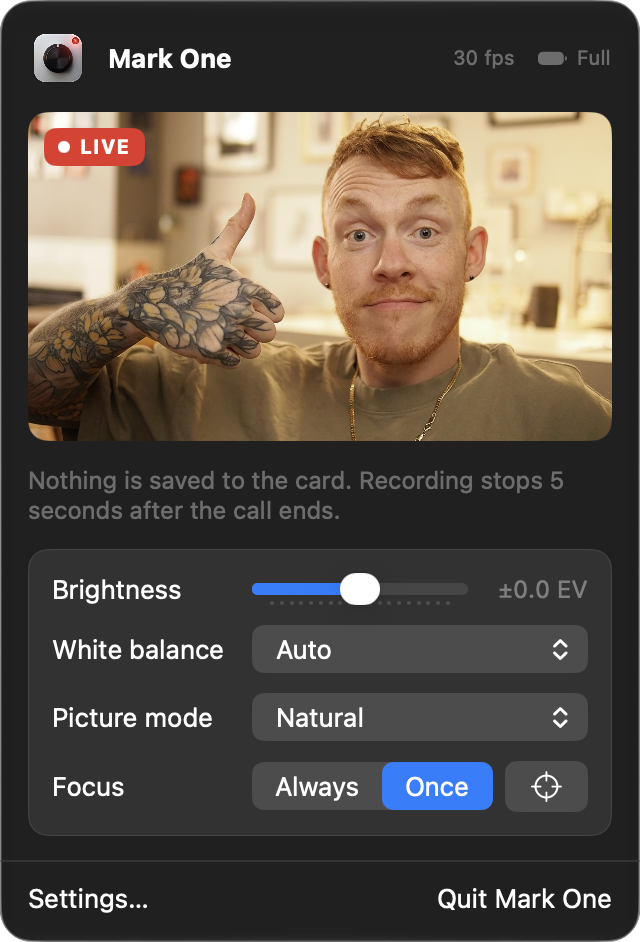 Mark One
30 fps
Full
LIVE
Nothing is saved to the card. Recording stops 5
seconds after the call ends.
Brightness
±0.0 EV
White balance
Auto
Picture mode
Natural
Focus
Always
Once
Settings...
Quit Mark One